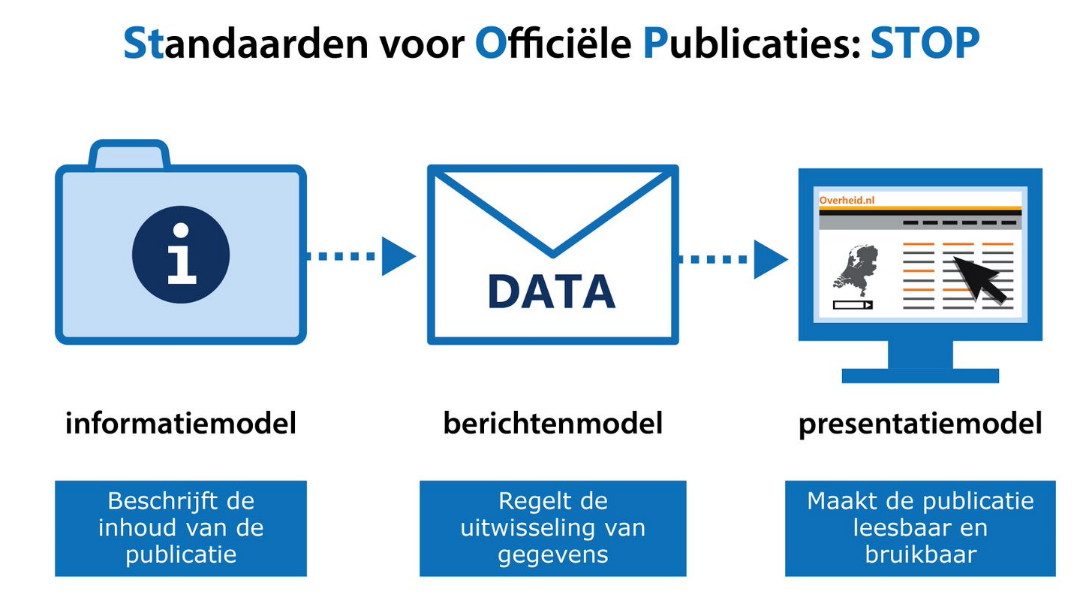 Standaarden voor Officiële Publicaties: STOP
Overheid.nl
i
DATA
informatiemodel
berichtenmodel
presentatiemodel
Beschrijft de
inhoud van de
publicatie
Regelt de
uitwisseling van
gegevens
Maakt de publicatie
leesbaar en
bruikbaar